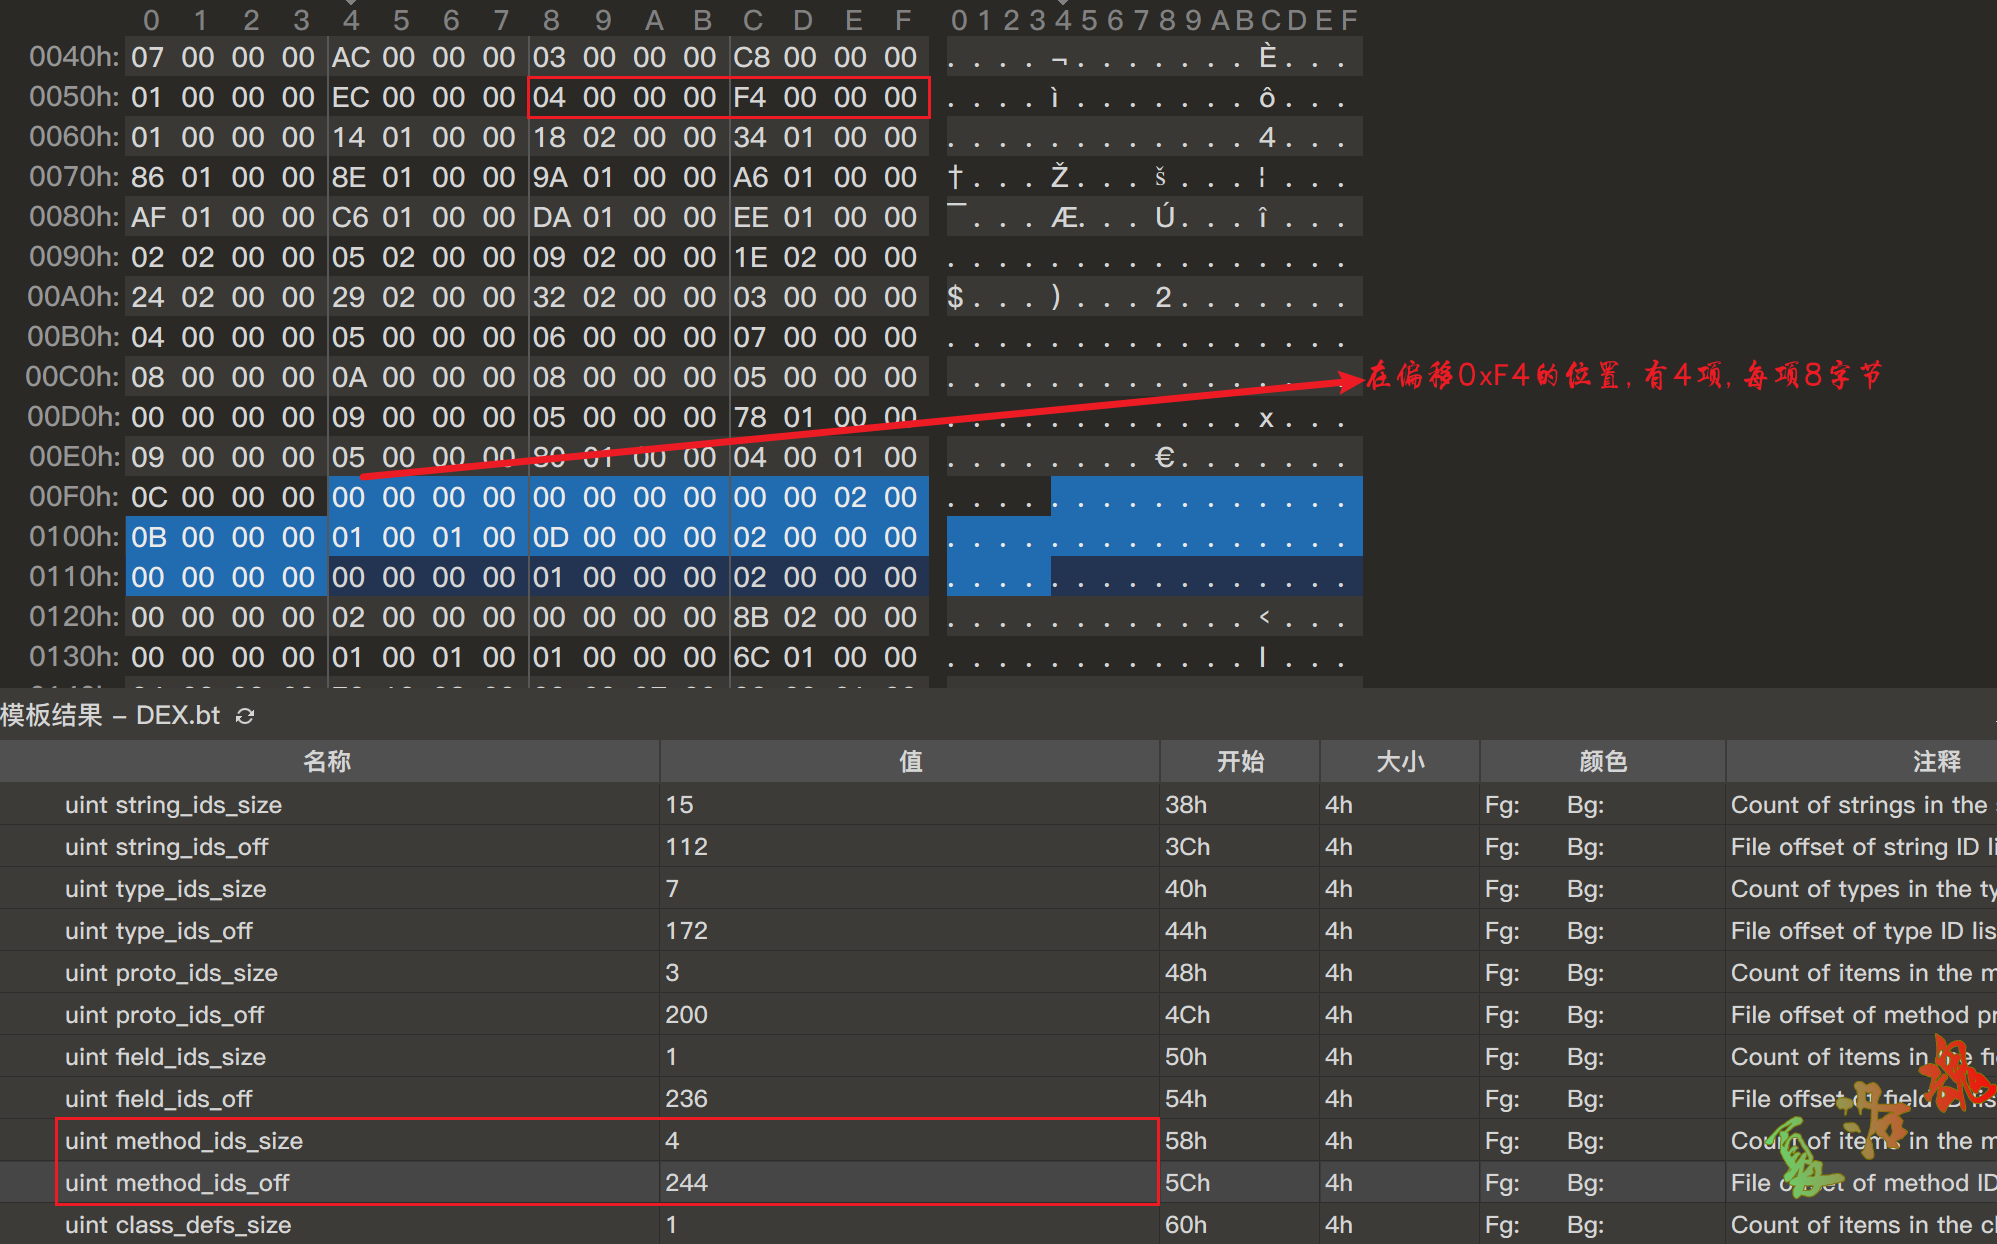 0 1 2 3 4 5 6 7 8 9 A B C D E F 0 1 2 3 4 5 6 7 8 9 A B C D E F
0040h: 07 00 00 00 AC 00 00 00 03 00 00 00 C8 00 00 00 . . . . ¬ . . . . . . . È . . .
0050h: 01 00 00 00 EC 00 00 00 04 00 00 00 F4 00 00 00 . . . . ì . . . . . . . ô . . .
0060h: 01 00 00 00 14 01 00 00 18 02 00 00 34 01 00 00 . . . . . . . . . . . . 4 . . .
0070h: 86 01 00 00 8E 01 00 00 9A 01 00 00 A6 01 00 00 † . . . Ž . . . š . . . ¦ . . .
0080h: AF 01 00 00 C6 01 00 00 DA 01 00 00 EE 01 00 00 ¯ . . . Æ . . . Ú . . . î . . .
0090h: 02 02 00 00 05 02 00 00 09 02 00 00 1E 02 00 00 . . . . . . . . . . . . . . . .
00A0h: 24 02 00 00 29 02 00 00 32 02 00 00 03 00 00 00 $ . . . ) . . . 2 . . . . . . .
00B0h: 04 00 00 00 05 00 00 00 06 00 00 00 07 00 00 00 . . . . . . . . . . . . . . . .
00C0h: 08 00 00 00 0A 00 00 00 08 00 00 00 05 00 00 00 . . . . . . . . . . . . . . . .
在偏移0xF4的位置,有4项,每项8字节
00D0h: 00 00 00 00 09 00 00 00 05 00 00 00 78 01 00 00 . . . . . . . . . . . . x . . .
00E0h: 09 00 00 00 05 00 00 00 80 01 00 00 04 00 01 00 . . . . . . . . € . . . . . . .
00F0h: 0C 00 00 00 00 00 00 00 00 00 00 00 00 00 02 00 . . . . . . . . . . . . . . . .
0100h: 0B 00 00 00 01 00 01 00 0D 00 00 00 02 00 00 00 . . . . . . . . . . . . . . . .
0110h: 00 00 00 00 00 00 00 00 01 00 00 00 02 00 00 00 . . . . . . . . . . . . . . . .
0120h: 00 00 00 00 02 00 00 00 00 00 00 00 8B 02 00 00 . . . . . . . . . . . . ‹ . . .
0130h: 00 00 00 00 01 00 01 00 01 00 00 00 6C 01 00 00 . . . . . . . . . . . . l . . .
模板结果 – DEX.bt
名称 值 开始 大小 颜色 注释
uint string_ids_size 15 38h 4h Fg: Bg: Count of strings in the
uint string_ids_off 112 3Ch 4h Fg: Bg: File offset of string ID li
uint type_ids_size 7 40h 4h Fg: Bg: Count of types in the ty
uint type_ids_off 172 44h 4h Fg: Bg: File offset of type ID lis
uint proto_ids_size 3 48h 4h Fg: Bg: Count of items in the m
uint proto_ids_off 200 4Ch 4h Fg: Bg: File offset of method pr
uint field_ids_size 1 50h 4h Fg: Bg: Count of items in the fi
uint field_ids_off 236 54h 4h Fg: Bg: File offset of field ID lis
uint method_ids_size 4 58h 4h Fg: Bg: Count of items in the m
uint method_ids_off 244 5Ch 4h Fg: Bg: File offset of method ID
uint class_defs_size 1 60h 4h Fg: Bg: Count of items in the cl